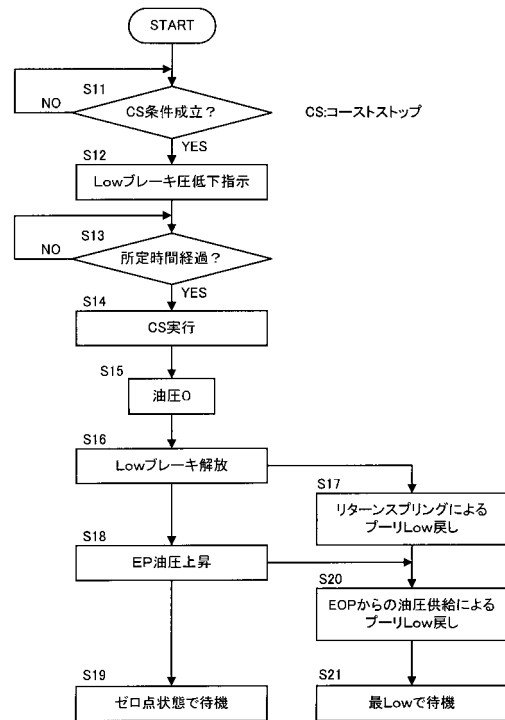 START
S11
CS条件成立？
NO
YES
CS:コーストストップ
S12
Lowブレーキ圧低下指示
S13
所定時間経過？
NO
YES
S14
CS実行
S15
油圧0
S16
Lowブレーキ解放
S17
リターンスプリングによる
プーリLow戻し
S18
EP油圧上昇
S20
EOPからの油圧供給による
プーリLow戻し
S19
ゼロ点状態で待機
S21
最Lowで待機